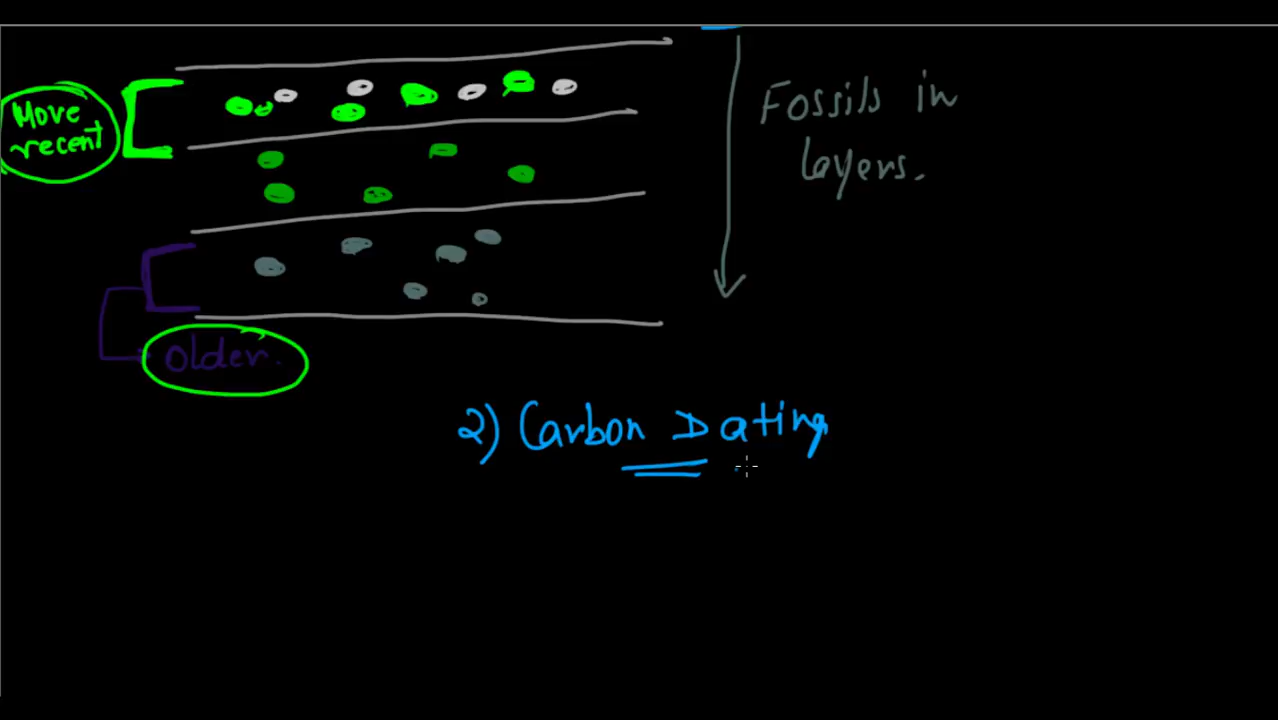 Move
recent
Fossils in
layers.
older.
2) Carbon Dating